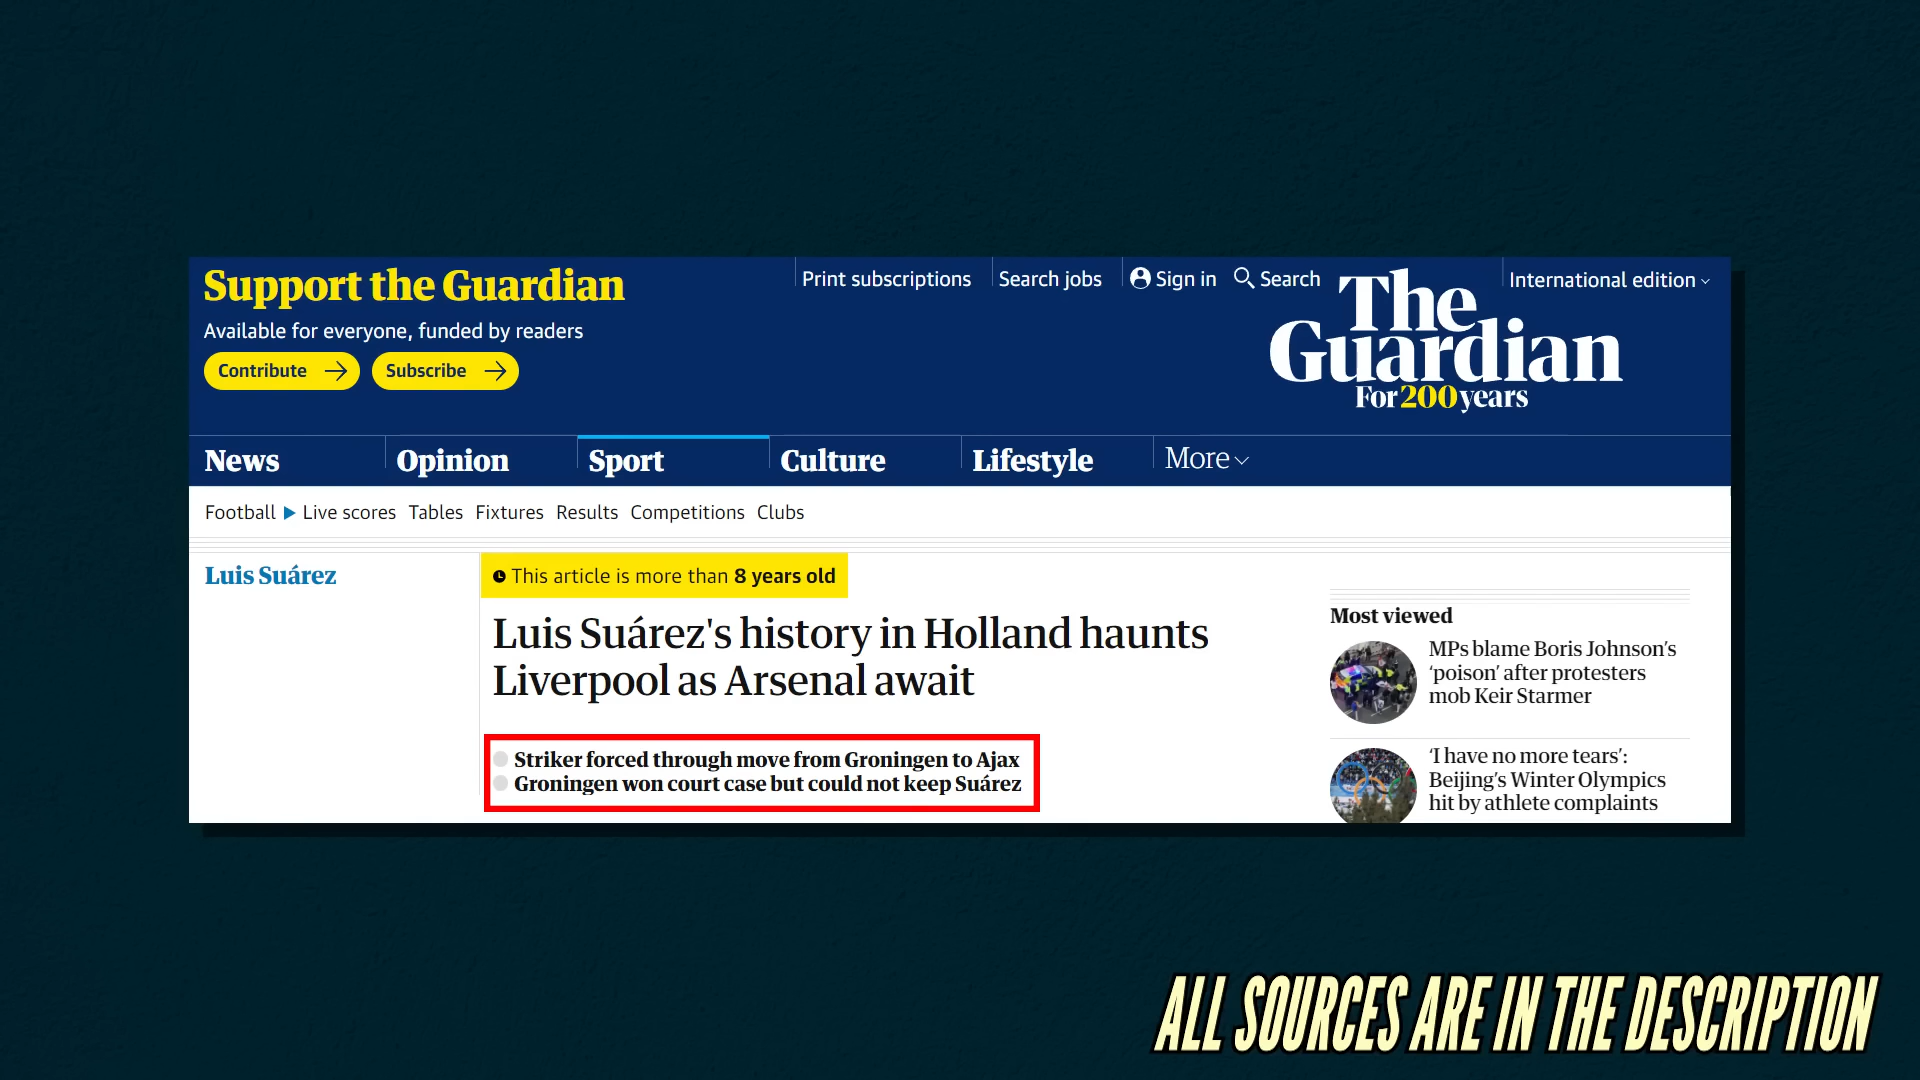 Support the Guardian
Available for everyone, funded by readers
Contribute
Subscribe
Print subscriptions
Search jobs
Sign in
Search
International edition
The
Guardian
For 200 years
News
Opinion
Sport
Culture
Lifestyle
More
Football
Live scores
Tables
Fixtures
Results
Competitions
Clubs
Luis Suárez
This article is more than 8 years old
Luis Suárez's history in Holland haunts
Liverpool as Arsenal await
Striker forced through move from Groningen to Ajax
Groningen won court case but could not keep Suárez
Most viewed
MPs blame Boris Johnson's
‘poison’ after protesters
mob Keir Starmer
‘I have no more tears’:
Beijing's Winter Olympics
hit by athlete complaints
ALL SOURCES ARE IN THE DESCRIPTION